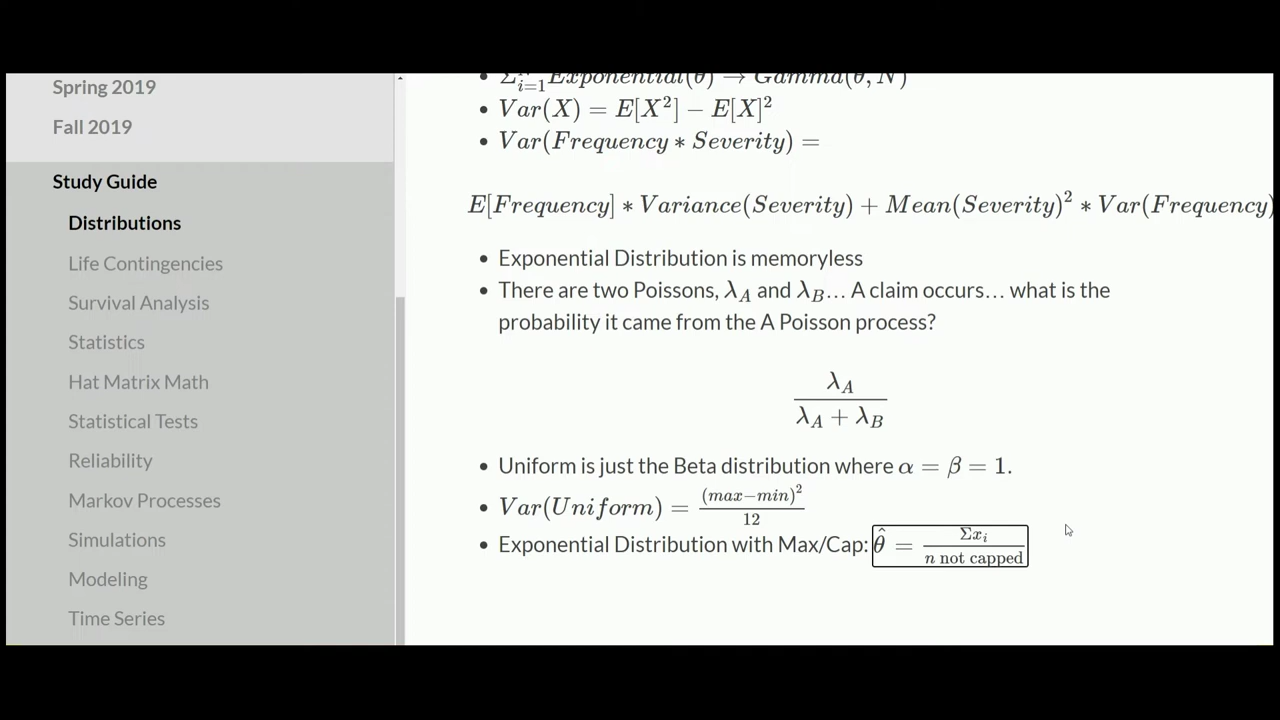 Spring 2019
Fall 2019
Study Guide
Distributions
Life Contingencies
Survival Analysis
Statistics
Hat Matrix Math
Statistical Tests
Reliability
Markov Processes
Simulations
Modeling
Time Series
• Σ_{i=1} Exponential(θ) → Gamma(θ, N)
• Var(X) = E[X²] − E[X]²
• Var(Frequency ∗ Severity) =
E[Frequency] ∗ Variance(Severity) + Mean(Severity)² ∗ Var(Frequency)
• Exponential Distribution is memoryless
• There are two Poissons, λ_A and λ_B… A claim occurs… what is the
probability it came from the A Poisson process?
λ_A
λ_A + λ_B
• Uniform is just the Beta distribution where α = β = 1.
• Var(Uniform) = (max−min)² / 12
• Exponential Distribution with Max/Cap: θ̂ = Σx_i / n not capped